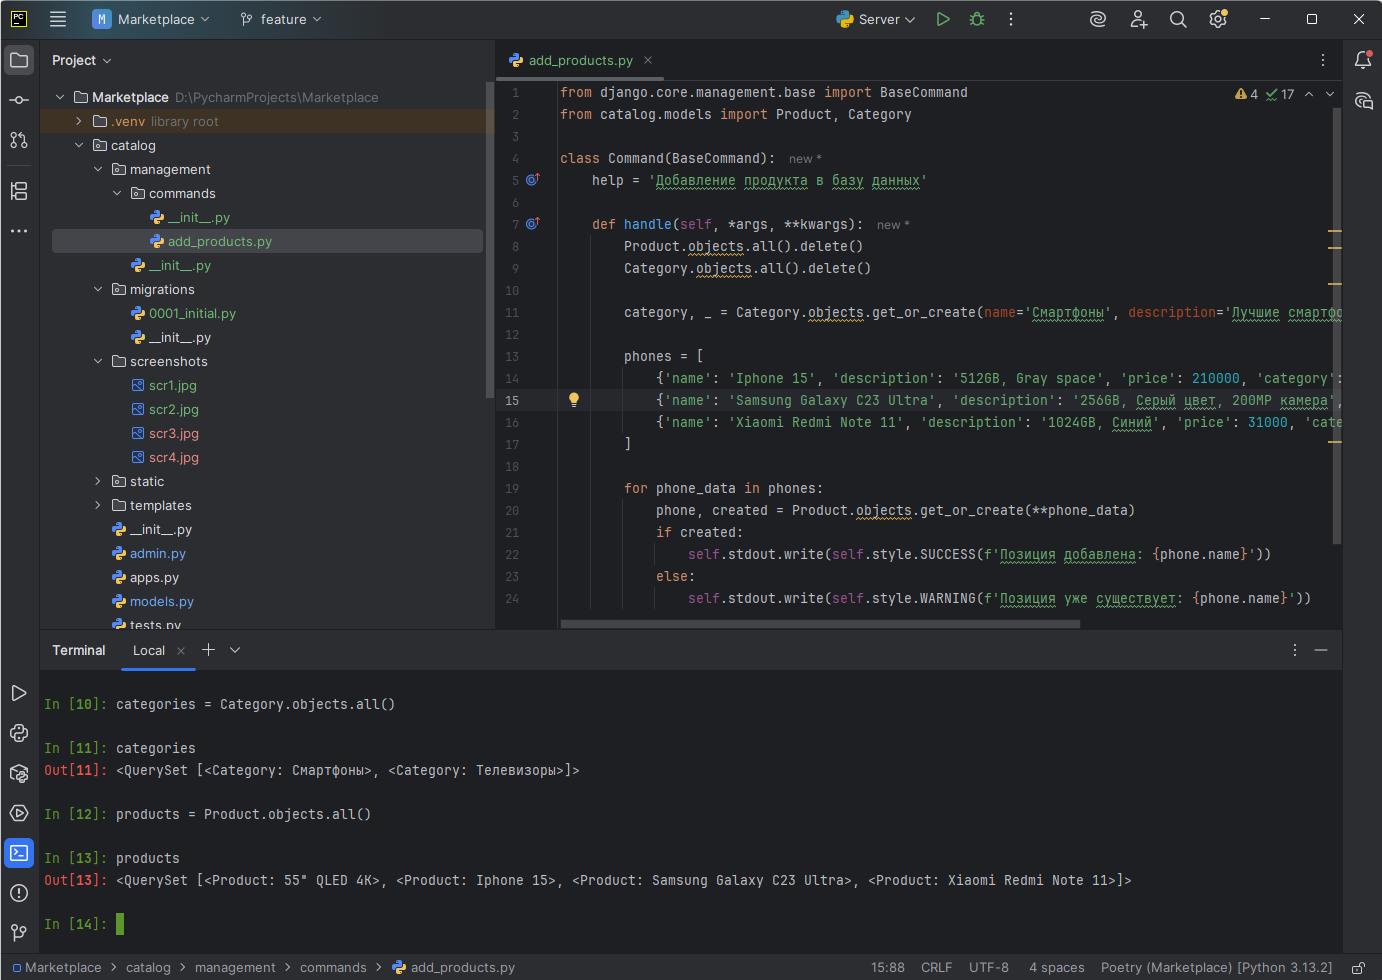 PC
M Marketplace
feature
Server
Project
Marketplace D:\PycharmProjects\Marketplace
.venv library root
catalog
management
commands
__init__.py
add_products.py
__init__.py
migrations
0001_initial.py
__init__.py
screenshots
scr1.jpg
scr2.jpg
scr3.jpg
scr4.jpg
static
templates
__init__.py
admin.py
apps.py
models.py
tests.py
add_products.py
4 17
1 from django.core.management.base import BaseCommand
2 from catalog.models import Product, Category
3
4 class Command(BaseCommand): new *
5 help = 'Добавление продукта в базу данных'
6
7 def handle(self, *args, **kwargs): new *
8 Product.objects.all().delete()
9 Category.objects.all().delete()
10
11 category, _ = Category.objects.get_or_create(name='Смартфоны', description='Лучшие смартфо
12
13 phones = [
14 {'name': 'Iphone 15', 'description': '512GB, Gray space', 'price': 210000, 'category':
15 {'name': 'Samsung Galaxy C23 Ultra', 'description': '256GB, Серый цвет, 200MP камера',
16 {'name': 'Xiaomi Redmi Note 11', 'description': '1024GB, Синий', 'price': 31000, 'cate
17 ]
18
19 for phone_data in phones:
20 phone, created = Product.objects.get_or_create(**phone_data)
21 if created:
22 self.stdout.write(self.style.SUCCESS(f'Позиция добавлена: {phone.name}'))
23 else:
24 self.stdout.write(self.style.WARNING(f'Позиция уже существует: {phone.name}'))
Terminal Local
In [10]: categories = Category.objects.all()
In [11]: categories
Out[11]: <QuerySet [<Category: Смартфоны>, <Category: Телевизоры>]>
In [12]: products = Product.objects.all()
In [13]: products
Out[13]: <QuerySet [<Product: 55" QLED 4K>, <Product: Iphone 15>, <Product: Samsung Galaxy C23 Ultra>, <Product: Xiaomi Redmi Note 11>]>
In [14]:
Marketplace > catalog > management > commands > add_products.py
15:88 CRLF UTF-8 4 spaces Poetry (Marketplace) [Python 3.13.2]